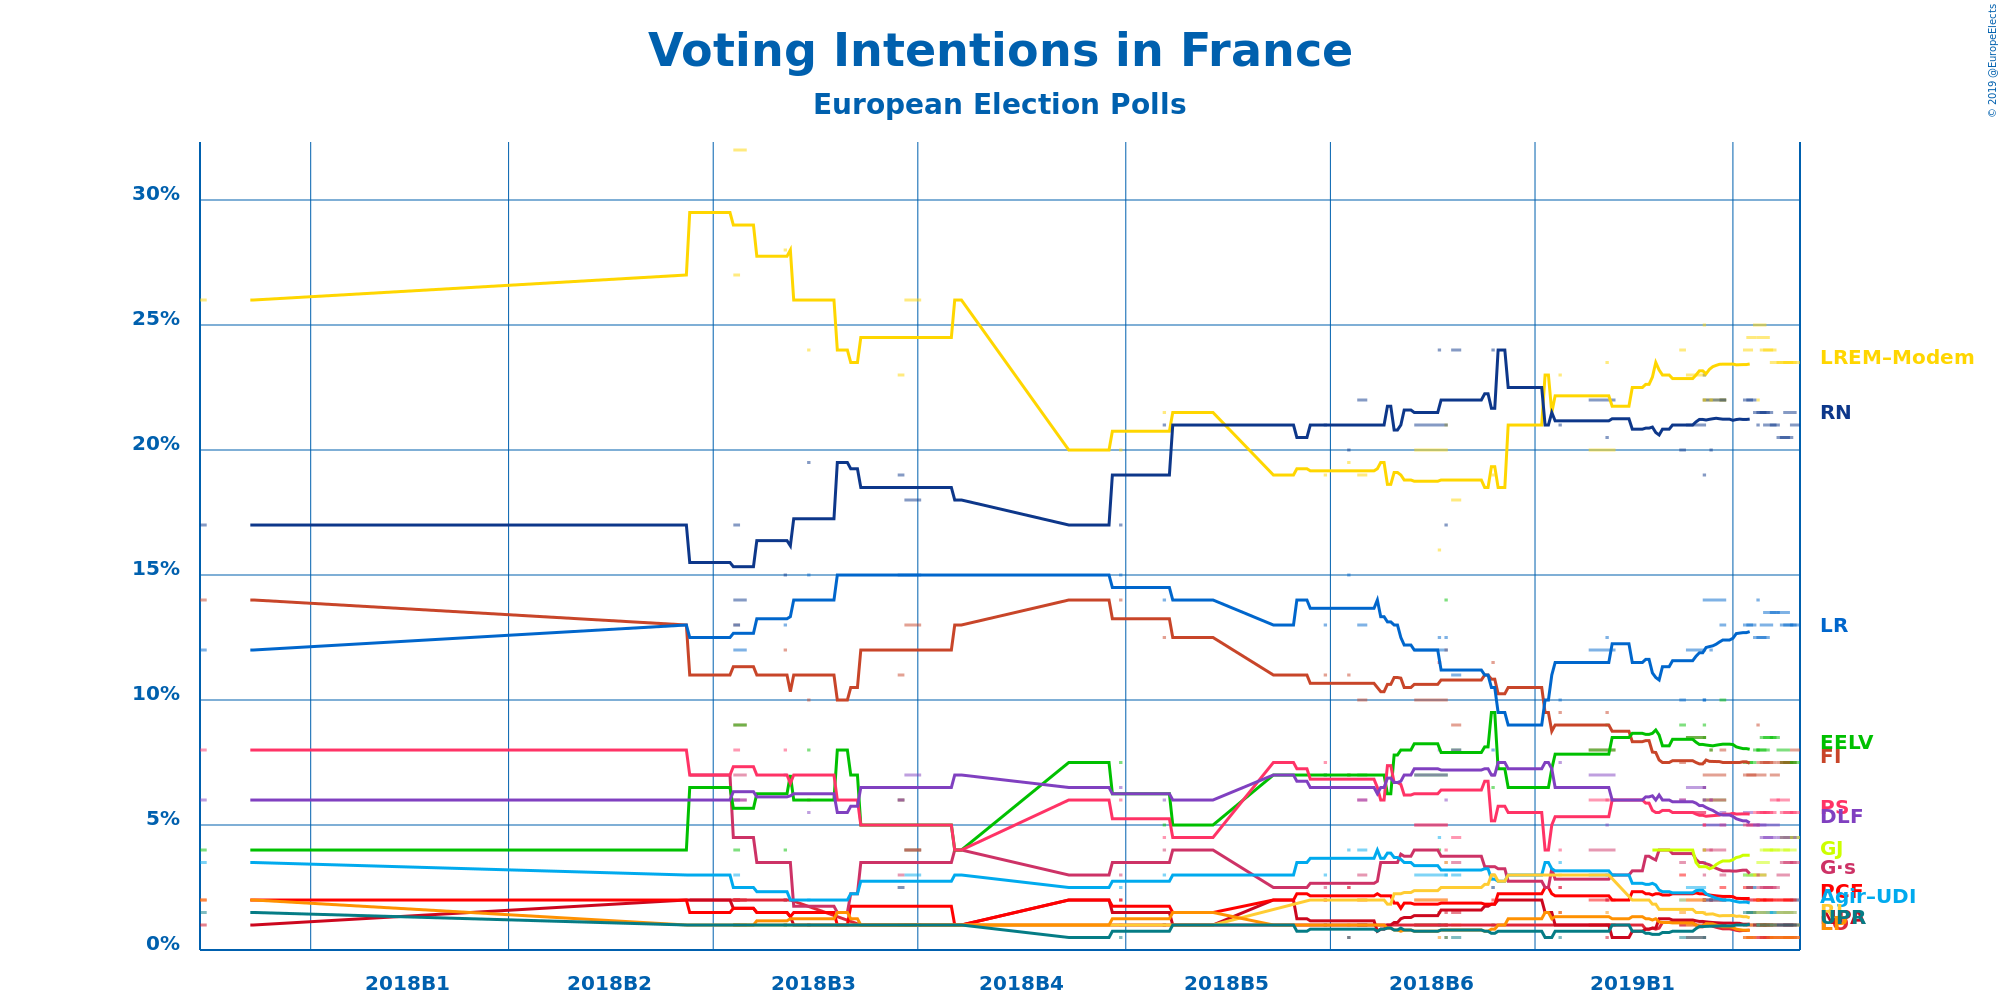 Voting Intentions in France
European Election Polls
© 2019 @EuropeElects
30%
25%
20%
15%
10%
5%
0%
LREM–Modem
RN
LR
EELV
FI
PS
DLF
GJ
G·s
PCF
Agir–UDI
UPR
2018B1
2018B2
2018B3
2018B4
2018B5
2018B6
2019B1